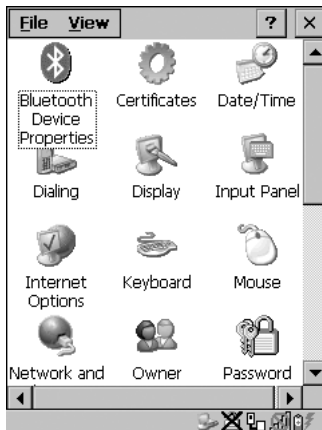 File View ? ×
Bluetooth
Device
Properties
Certificates
Date/Time
Dialing
Display
Input Panel
Internet
Options
Keyboard
Mouse
Network and
Owner
Password